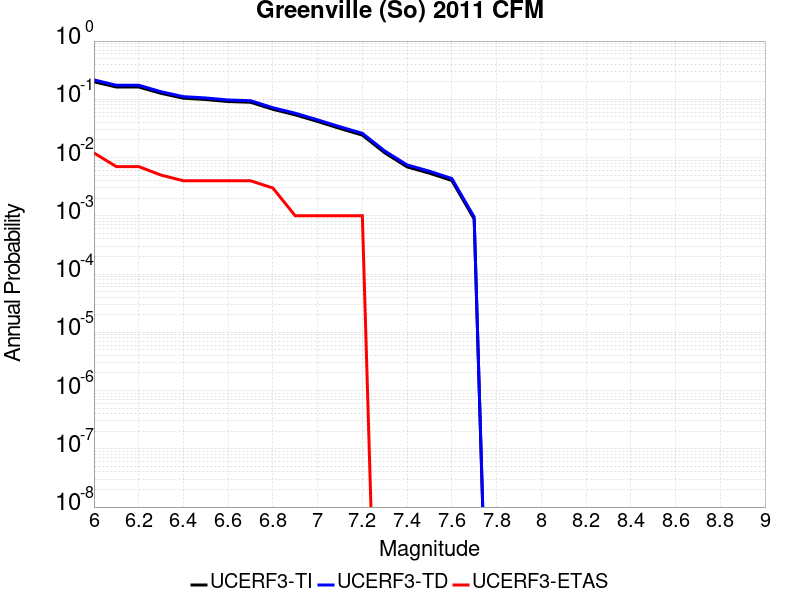 Greenville (So) 2011 CFM
10^0
10^-1
10^-2
10^-3
10^-4
10^-5
10^-6
10^-7
10^-8
Annual Probability
6 6.2 6.4 6.6 6.8 7 7.2 7.4 7.6 7.8 8 8.2 8.4 8.6 8.8 9
Magnitude
UCERF3-TI UCERF3-TD UCERF3-ETAS